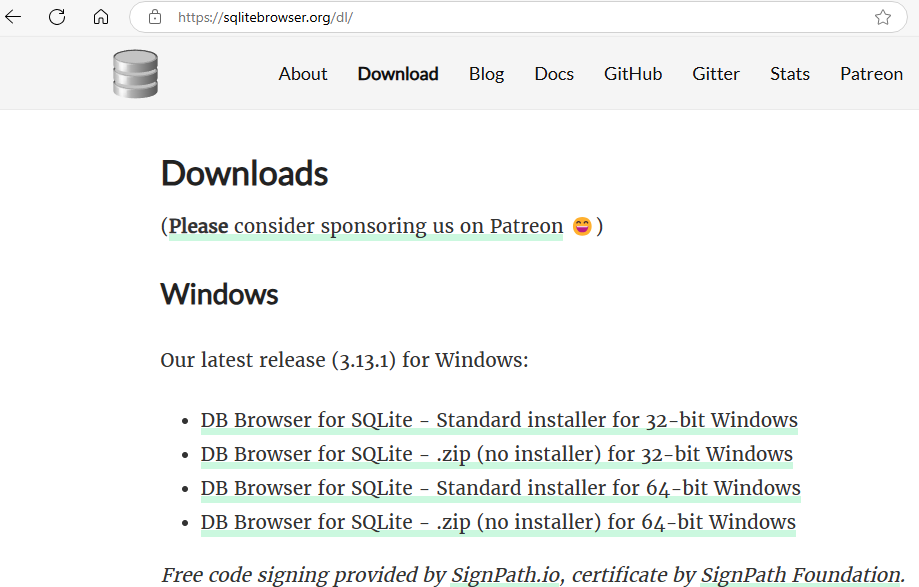 https://sqlitebrowser.org/dl/
About Download Blog Docs GitHub Gitter Stats Patreon
Downloads
(Please consider sponsoring us on Patreon 😄 )
Windows
Our latest release (3.13.1) for Windows:
• DB Browser for SQLite - Standard installer for 32-bit Windows
• DB Browser for SQLite - .zip (no installer) for 32-bit Windows
• DB Browser for SQLite - Standard installer for 64-bit Windows
• DB Browser for SQLite - .zip (no installer) for 64-bit Windows
Free code signing provided by SignPath.io, certificate by SignPath Foundation.